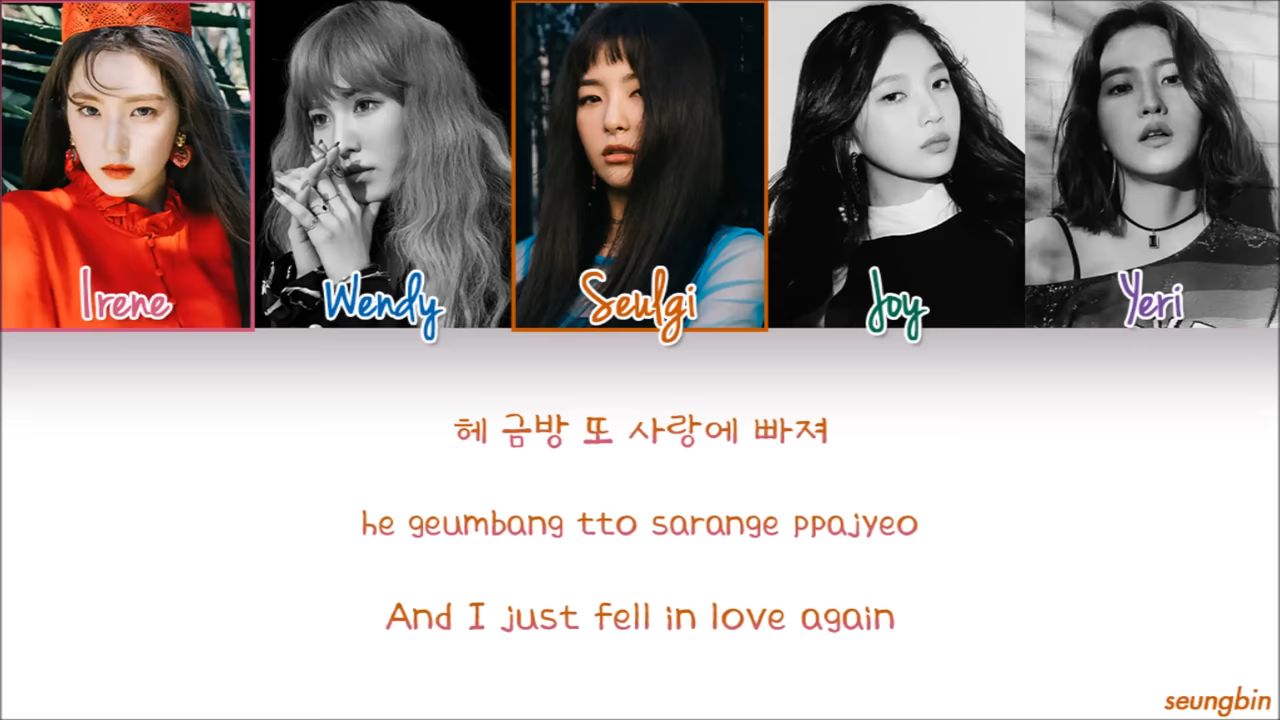 Irene
Wendy
Seulgi
Joy
Yeri
헤 금방 또 사랑에 빠져
he geumbang tto sarange ppajyeo
And I just fell in love again
seungbin